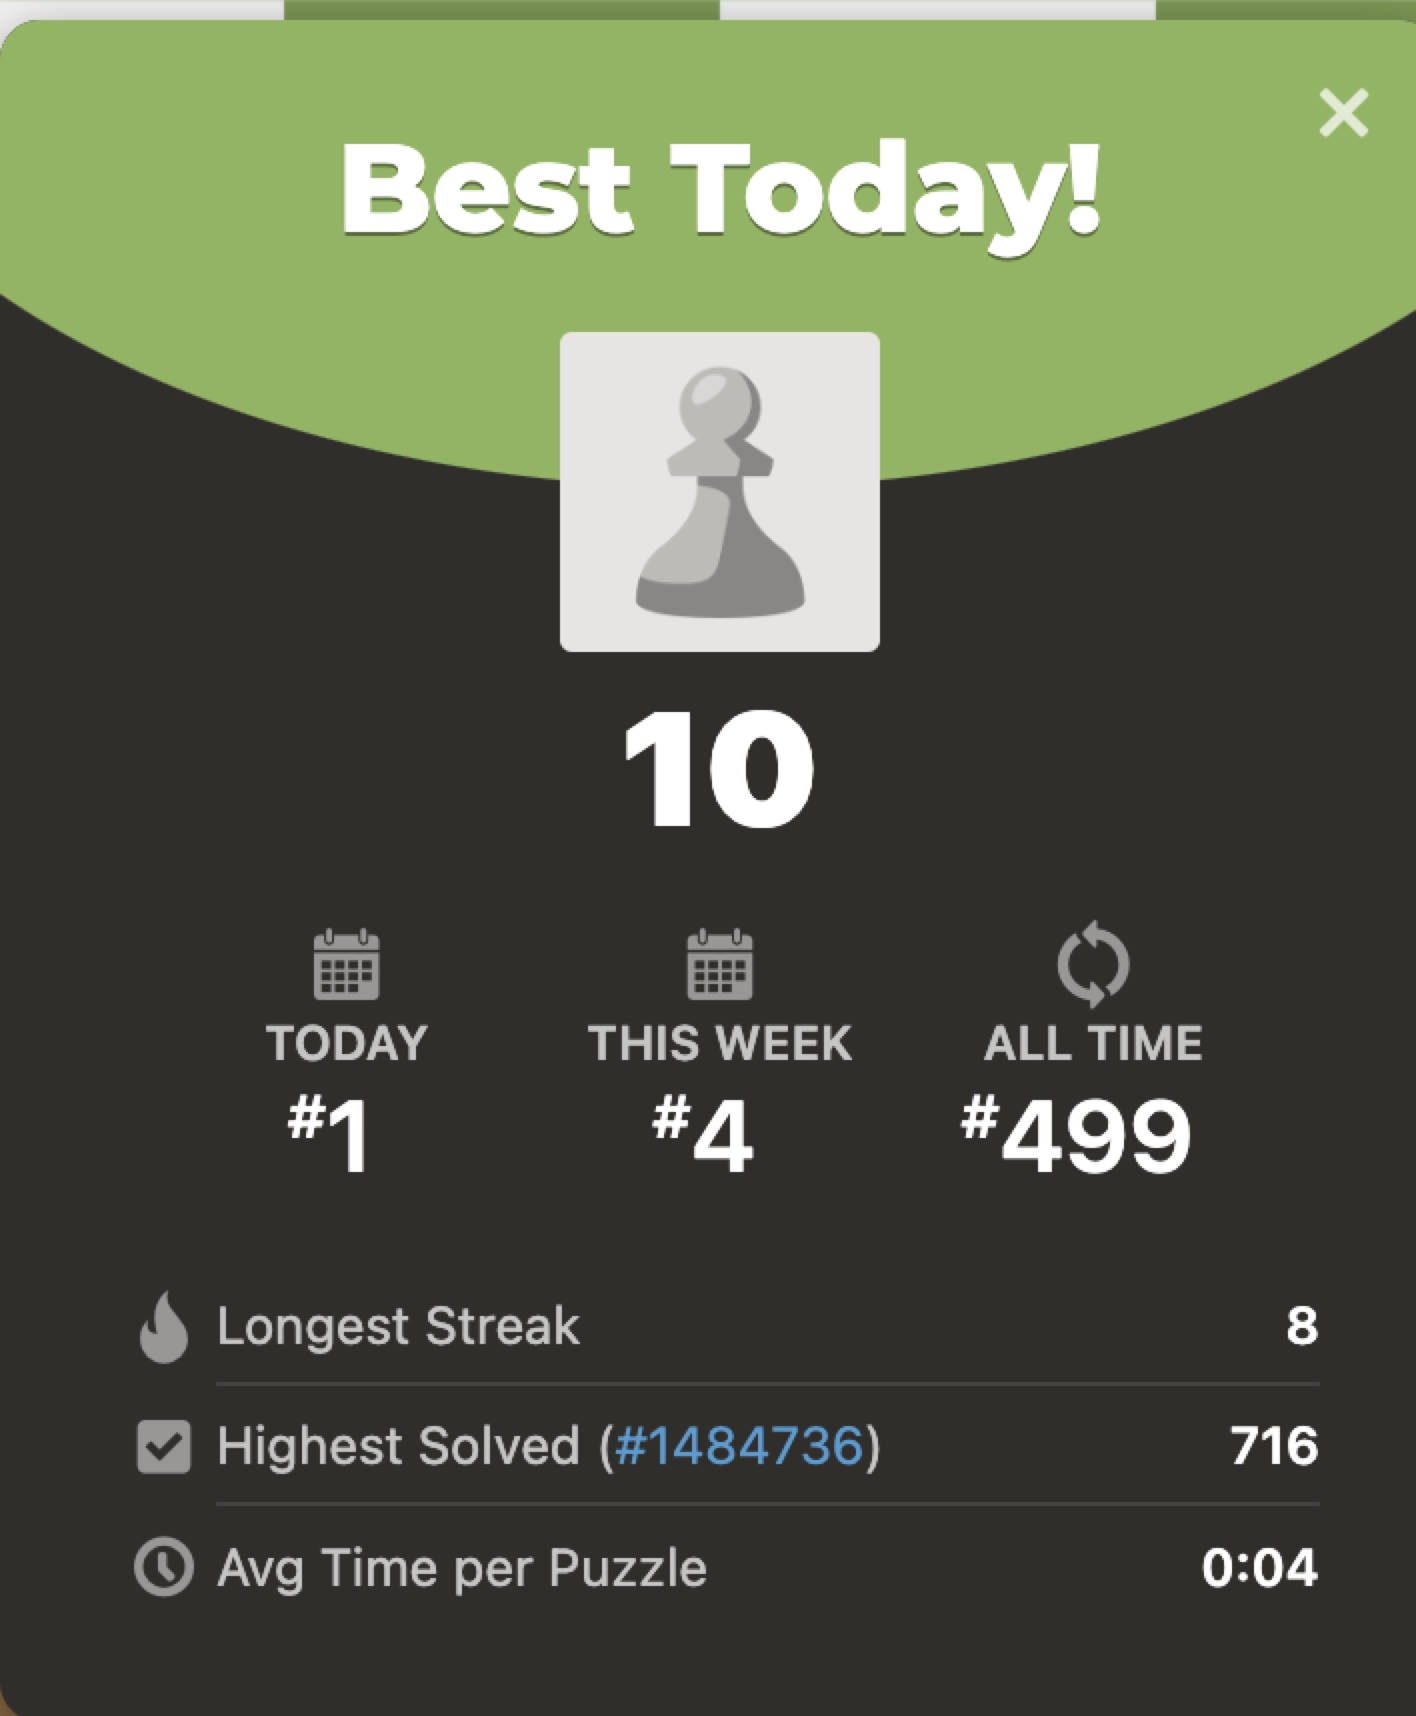 Best Today!
10
TODAY
#1
THIS WEEK
#4
ALL TIME
#499
Longest Streak 8
Highest Solved (#1484736) 716
Avg Time per Puzzle 0:04